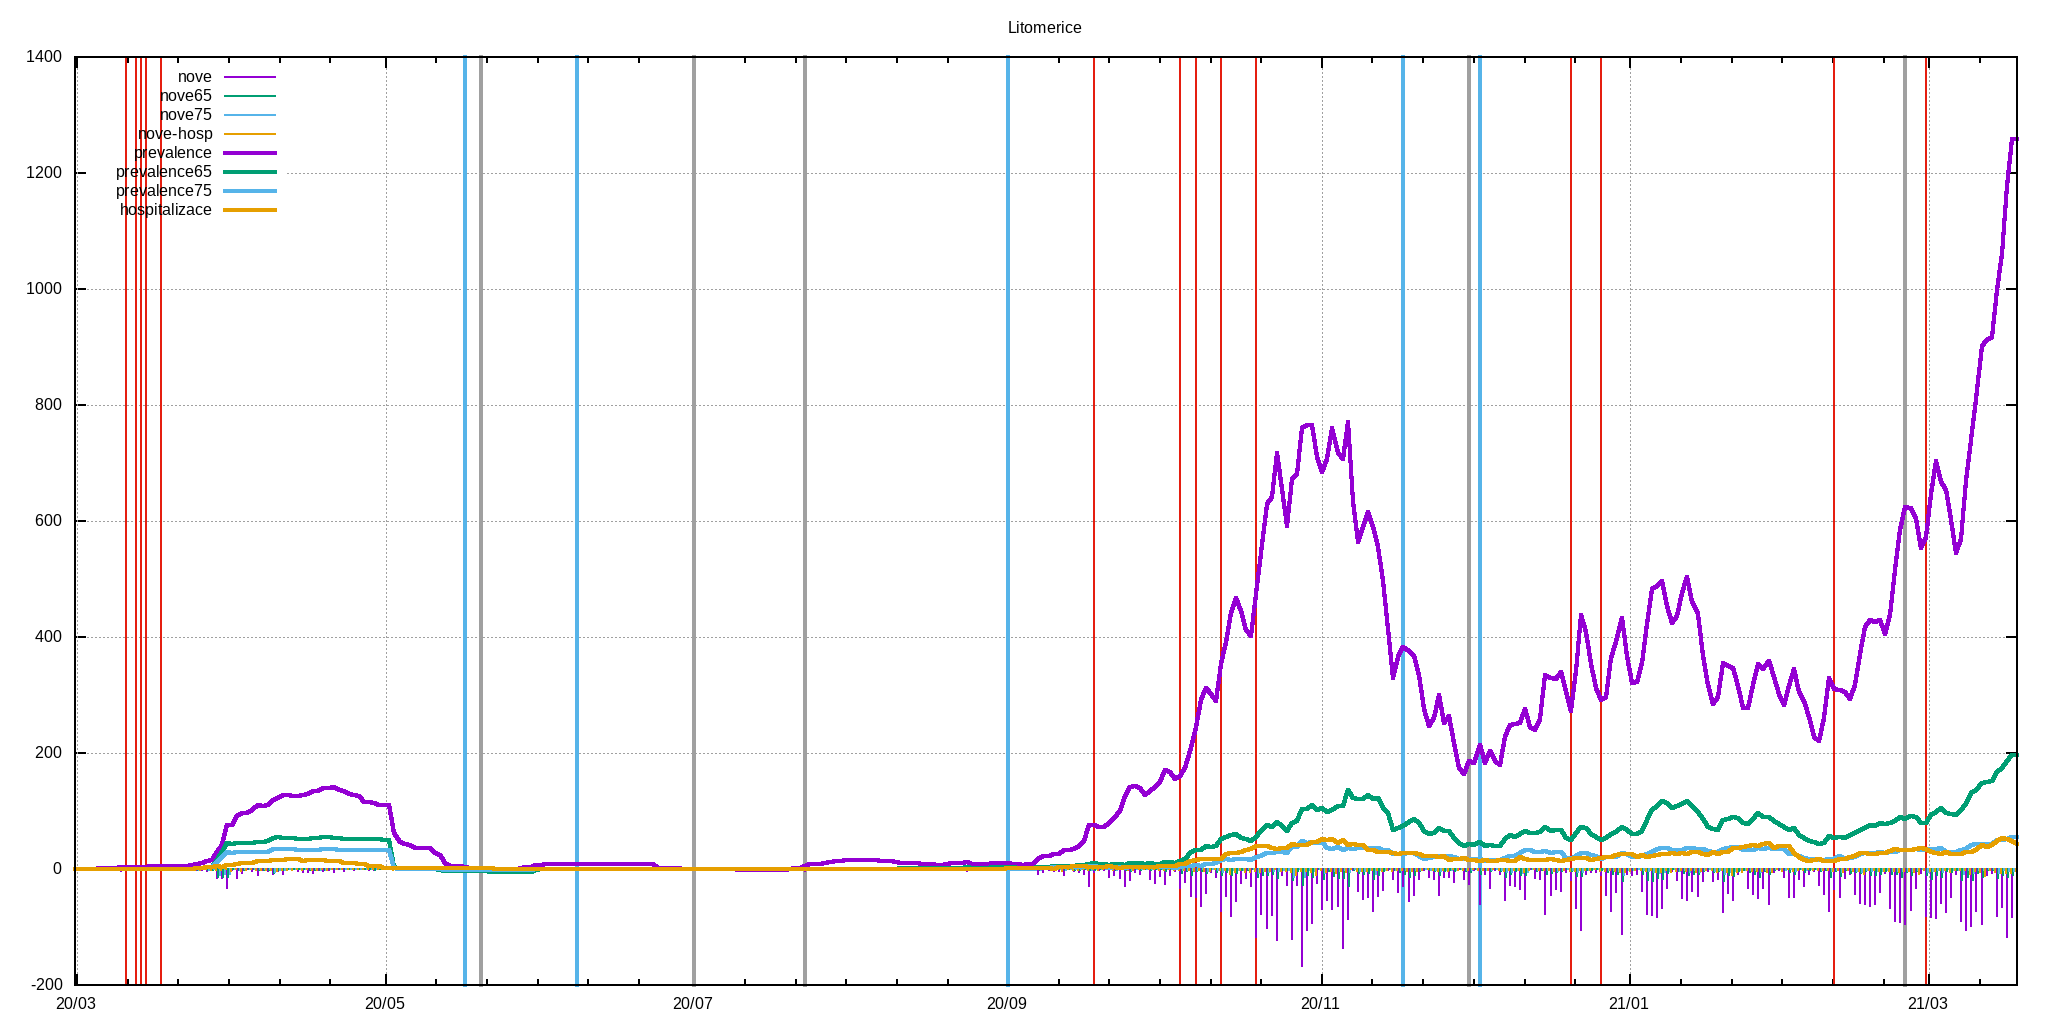 Litomerice
1400
1200
1000
800
600
400
200
0
-200
nove
nove65
nove75
nove-hosp
prevalence
prevalence65
prevalence75
hospitalizace
20/03
20/05
20/07
20/09
20/11
21/01
21/03